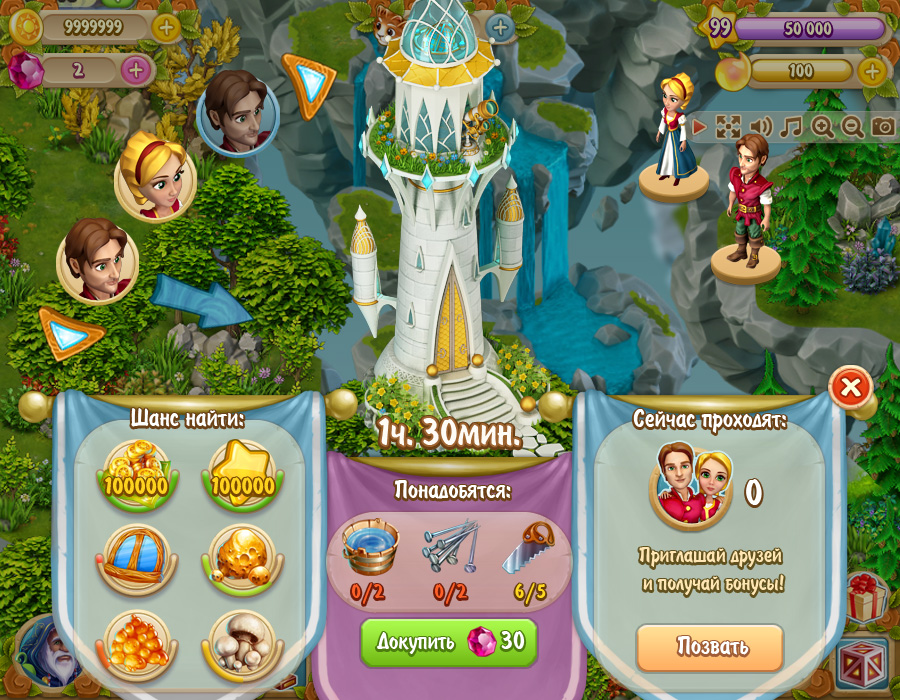 9999999
2
99
50 000
100
Шанс найти:
100000
100000
1ч. 30мин.
Понадобятся:
0/2
0/2
6/5
Докупить 30
Сейчас проходят:
0
Приглашай друзей
и получай бонусы!
Позвать